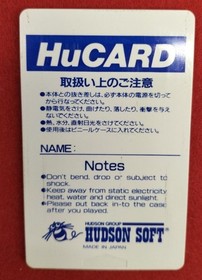 HuCARD
取扱い上のご注意
●本体との抜き差しは、必ず本体の電源を切って
から行なってください。
●静電気をさけ、曲げたり、落したり、衝撃を与え
ないでください。
●熱、水分、直射日光をさけてください。
●使用後はビニールケースに入れてください。
NAME:
Notes
●Don't bend, drop or subject to
shock.
●Keep away from static electricity
heat, water and direct sunlight.
●Please put back in-to the case
after you played.
HUDSON GROUP
HUDSON SOFT®
MADE IN JAPAN